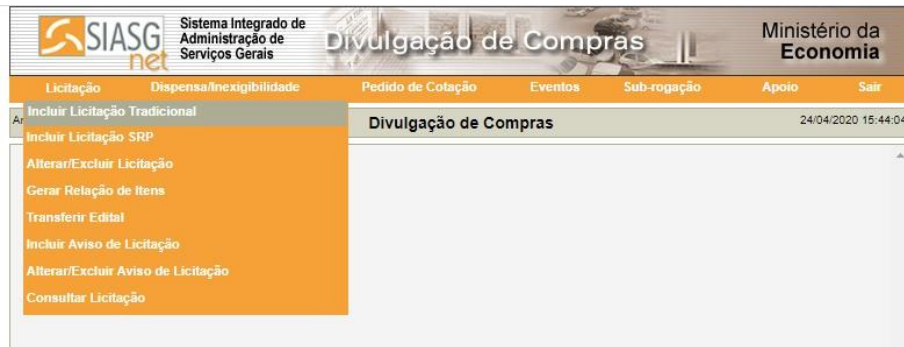 SIASG
net
Sistema Integrado de
Administração de
Serviços Gerais
Divulgação de Compras
Ministério da
Economia
Licitação Dispensa/Inexigibilidade Pedido de Cotação Eventos Sub-rogação Apoio Sair
Incluir Licitação Tradicional
Divulgação de Compras 24/04/2020 15:44:04
Incluir Licitação SRP
Alterar/Excluir Licitação
Gerar Relação de Itens
Transferir Edital
Incluir Aviso de Licitação
Alterar/Excluir Aviso de Licitação
Consultar Licitação